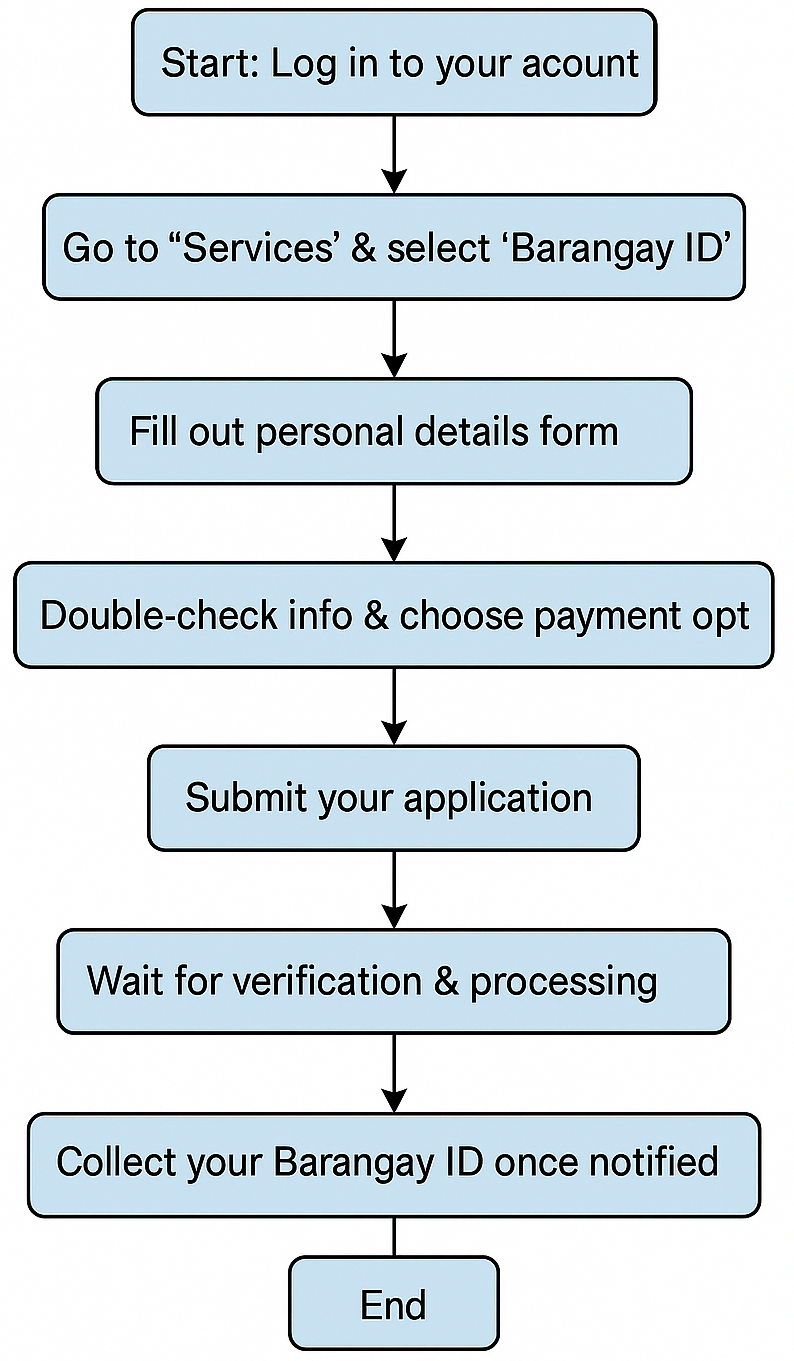 Start: Log in to your acount
Go to “Services’ & select ‘Barangay ID’
Fill out personal details form
Double-check info & choose payment opt
Submit your application
Wait for verification & processing
Collect your Barangay ID once notified
End